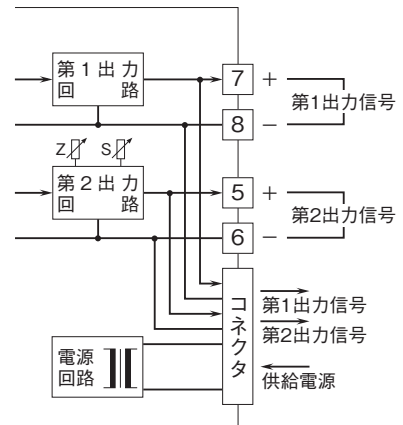 第1出力
回　路
7
+
第1出力信号
8
−
Z
S
第2出力
回　路
5
+
第2出力信号
6
−
コネクタ
第1出力信号
第2出力信号
供給電源
電源
回路